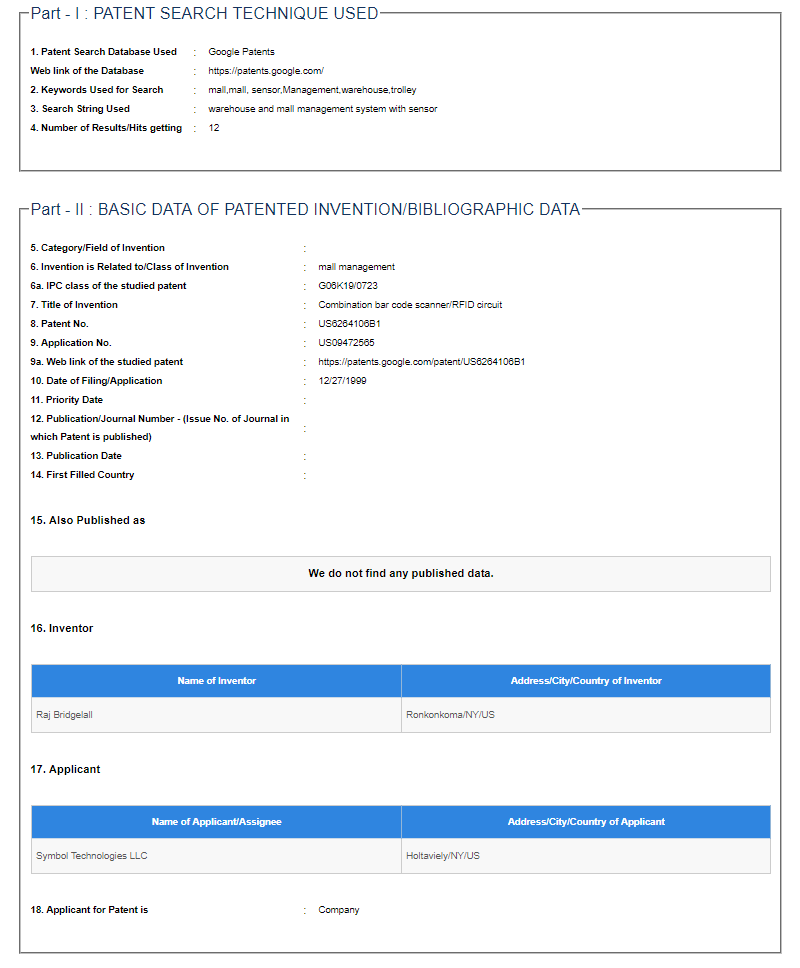 Part - I : PATENT SEARCH TECHNIQUE USED
1. Patent Search Database Used : Google Patents
Web link of the Database : https://patents.google.com/
2. Keywords Used for Search : mall,mall, sensor,Management,warehouse,trolley
3. Search String Used : warehouse and mall management system with sensor
4. Number of Results/Hits getting : 12
Part - II : BASIC DATA OF PATENTED INVENTION/BIBLIOGRAPHIC DATA
5. Category/Field of Invention :
6. Invention is Related to/Class of Invention : mall management
6a. IPC class of the studied patent : G06K19/0723
7. Title of Invention : Combination bar code scanner/RFID circuit
8. Patent No. : US6264106B1
9. Application No. : US09472565
9a. Web link of the studied patent : https://patents.google.com/patent/US6264106B1
10. Date of Filing/Application : 12/27/1999
11. Priority Date :
12. Publication/Journal Number - (Issue No. of Journal in
which Patent is published) :
13. Publication Date :
14. First Filled Country :
15. Also Published as
We do not find any published data.
16. Inventor
Name of Inventor Address/City/Country of Inventor
Raj Bridgelall Ronkonkoma/NY/US
17. Applicant
Name of Applicant/Assignee Address/City/Country of Applicant
Symbol Technologies LLC Holtaviely/NY/US
18. Applicant for Patent is : Company